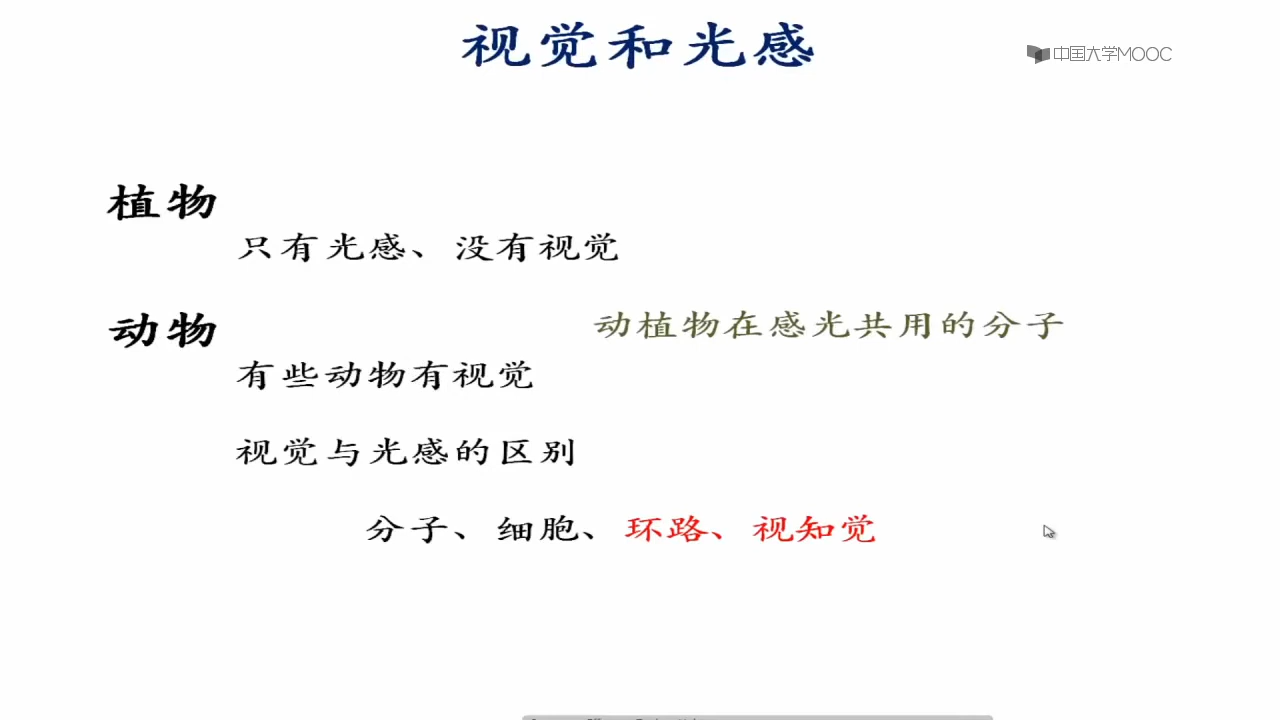 视觉和光感
中国大学MOOC
植物
只有光感、没有视觉
动物
动植物在感光共用的分子
有些动物有视觉
视觉与光感的区别
分子、细胞、环路、视知觉